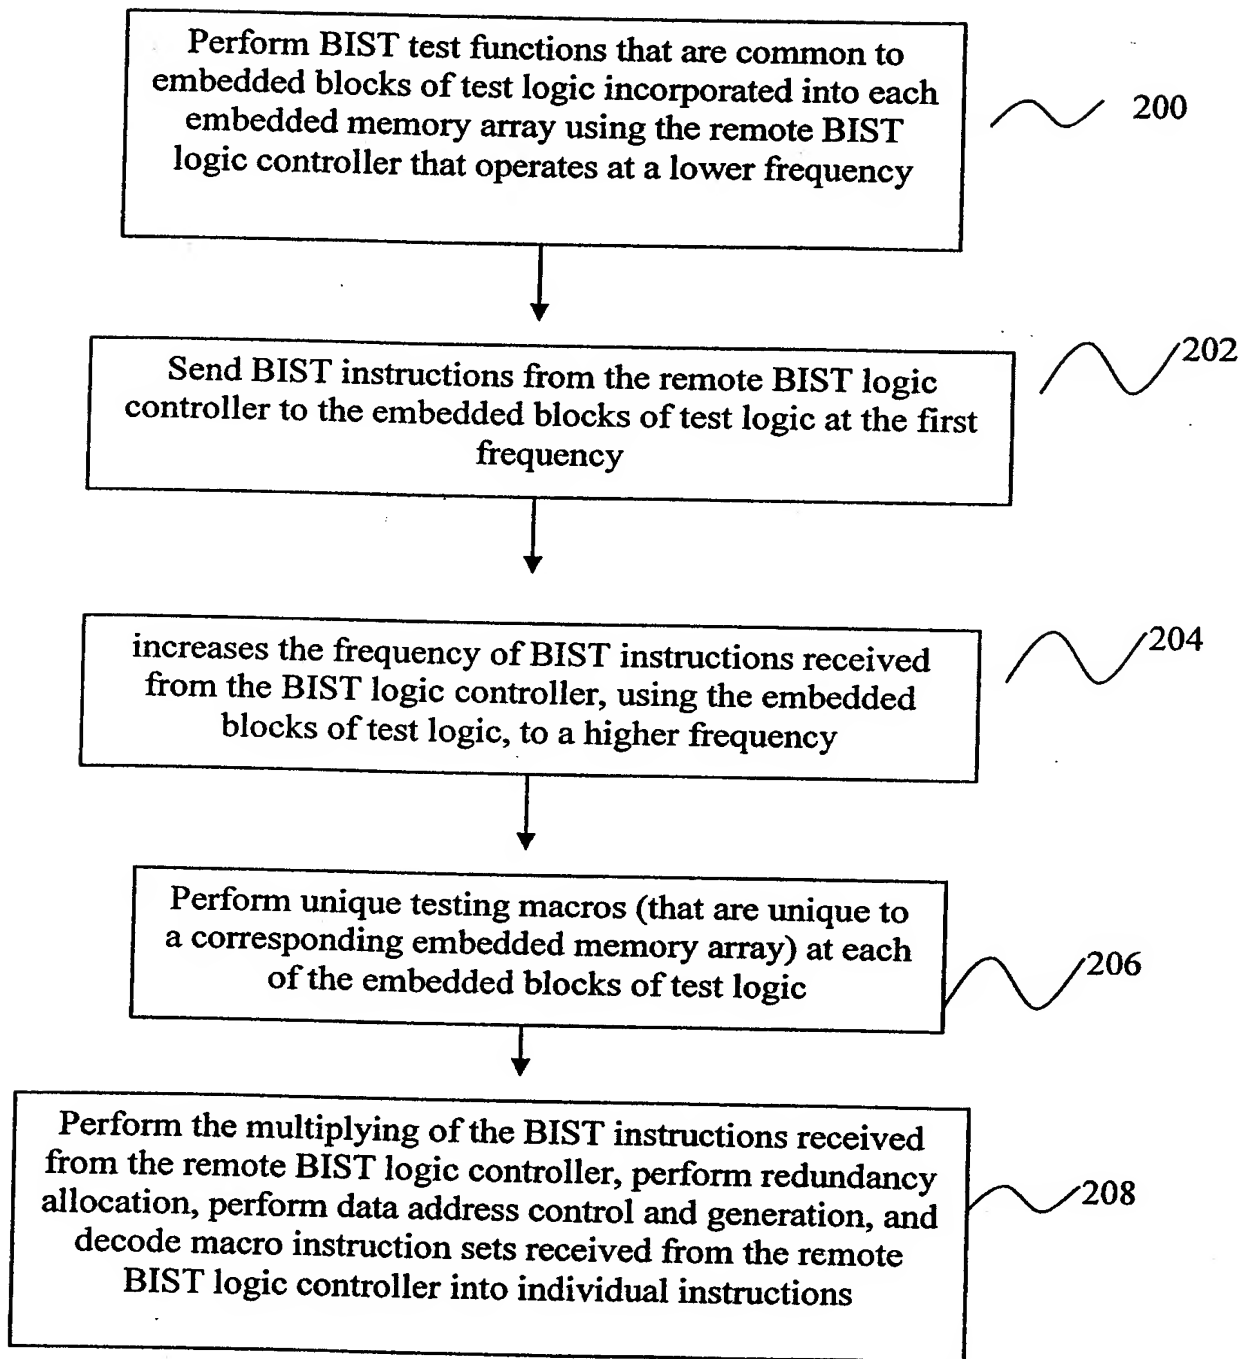 Perform BIST test functions that are common to
embedded blocks of test logic incorporated into each
embedded memory array using the remote BIST
logic controller that operates at a lower frequency
200
Send BIST instructions from the remote BIST logic
controller to the embedded blocks of test logic at the first
frequency
202
increases the frequency of BIST instructions received
from the BIST logic controller, using the embedded
blocks of test logic, to a higher frequency
204
Perform unique testing macros (that are unique to
a corresponding embedded memory array) at each
of the embedded blocks of test logic
206
Perform the multiplying of the BIST instructions received
from the remote BIST logic controller, perform redundancy
allocation, perform data address control and generation, and
decode macro instruction sets received from the remote
BIST logic controller into individual instructions
208